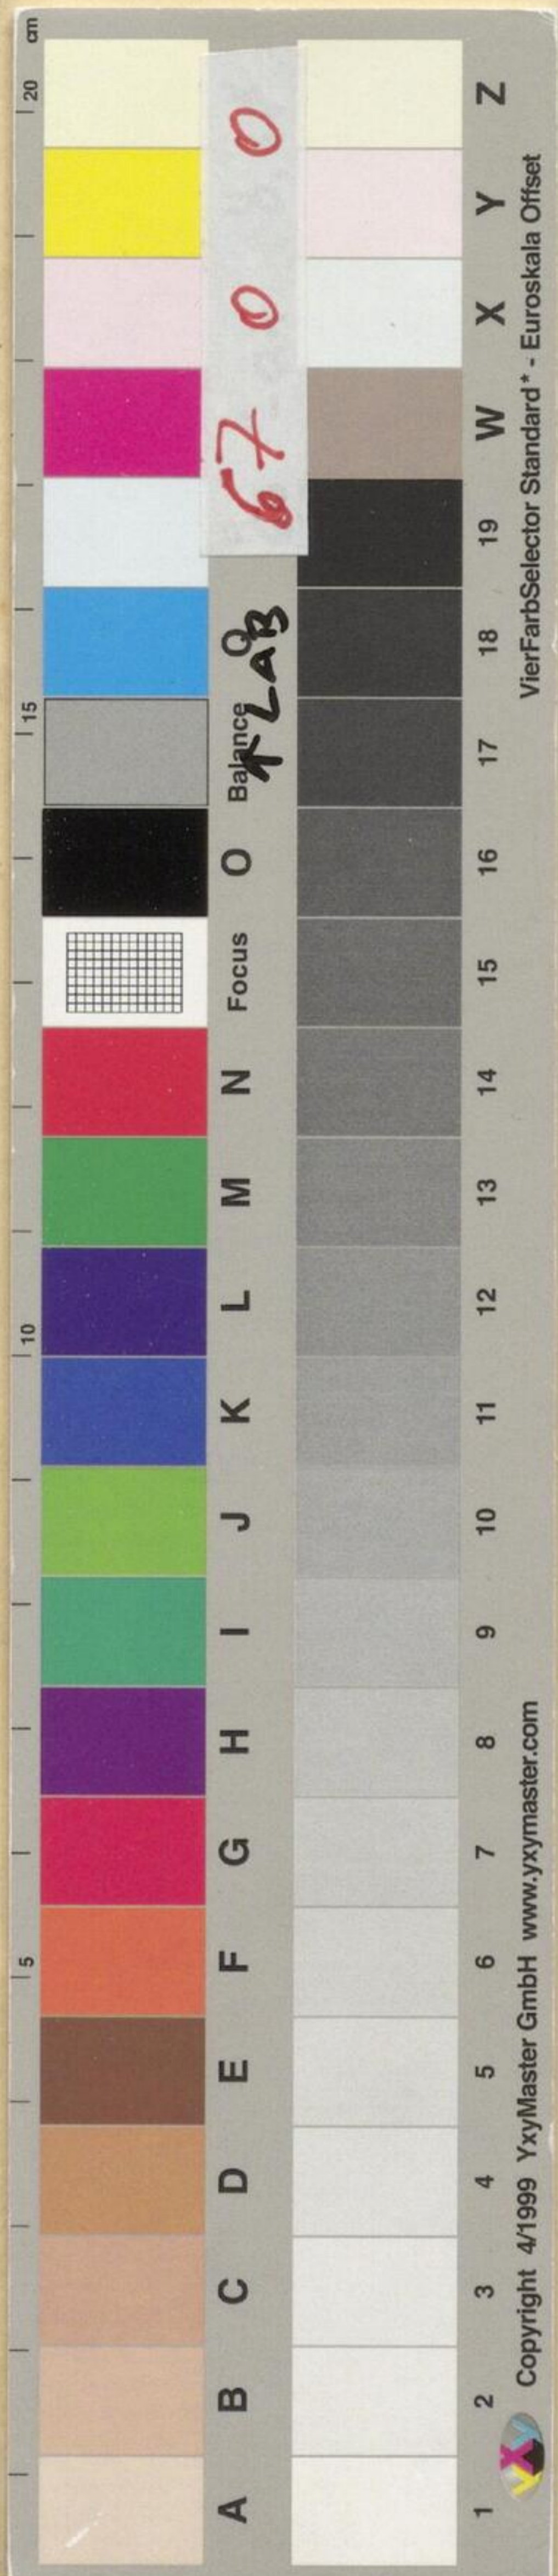 cm
20
15
10
5
67 0 0
↑ LAB
A B C D E F G H I J K L M N Focus O Balance Q
1 2 3 4 5 6 7 8 9 10 11 12 13 14 15 16 17 18 19 W X Y Z
yxy Copyright 4/1999 YxyMaster GmbH www.yxymaster.com VierFarbSelector Standard* - Euroskala Offset